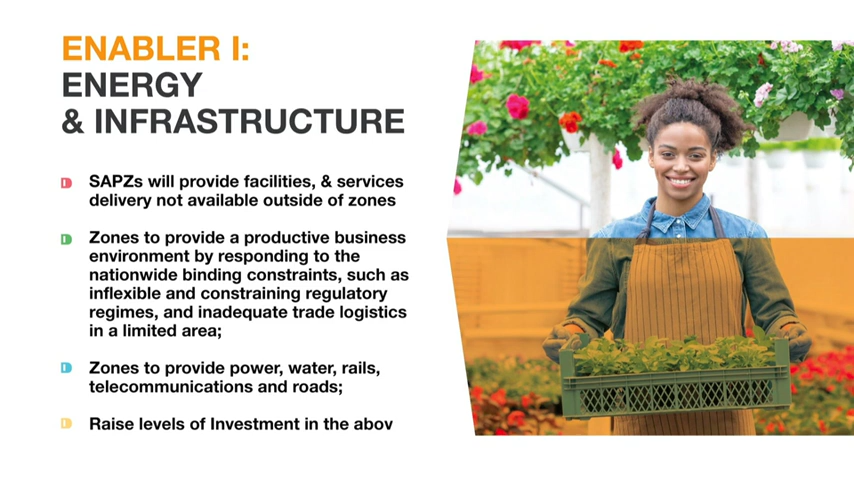 ENABLER I:
ENERGY
& INFRASTRUCTURE
SAPZs will provide facilities, & services
delivery not available outside of zones
Zones to provide a productive business
environment by responding to the
nationwide binding constraints, such as
inflexible and constraining regulatory
regimes, and inadequate trade logistics
in a limited area;
Zones to provide power, water, rails,
telecommunications and roads;
Raise levels of Investment in the abov